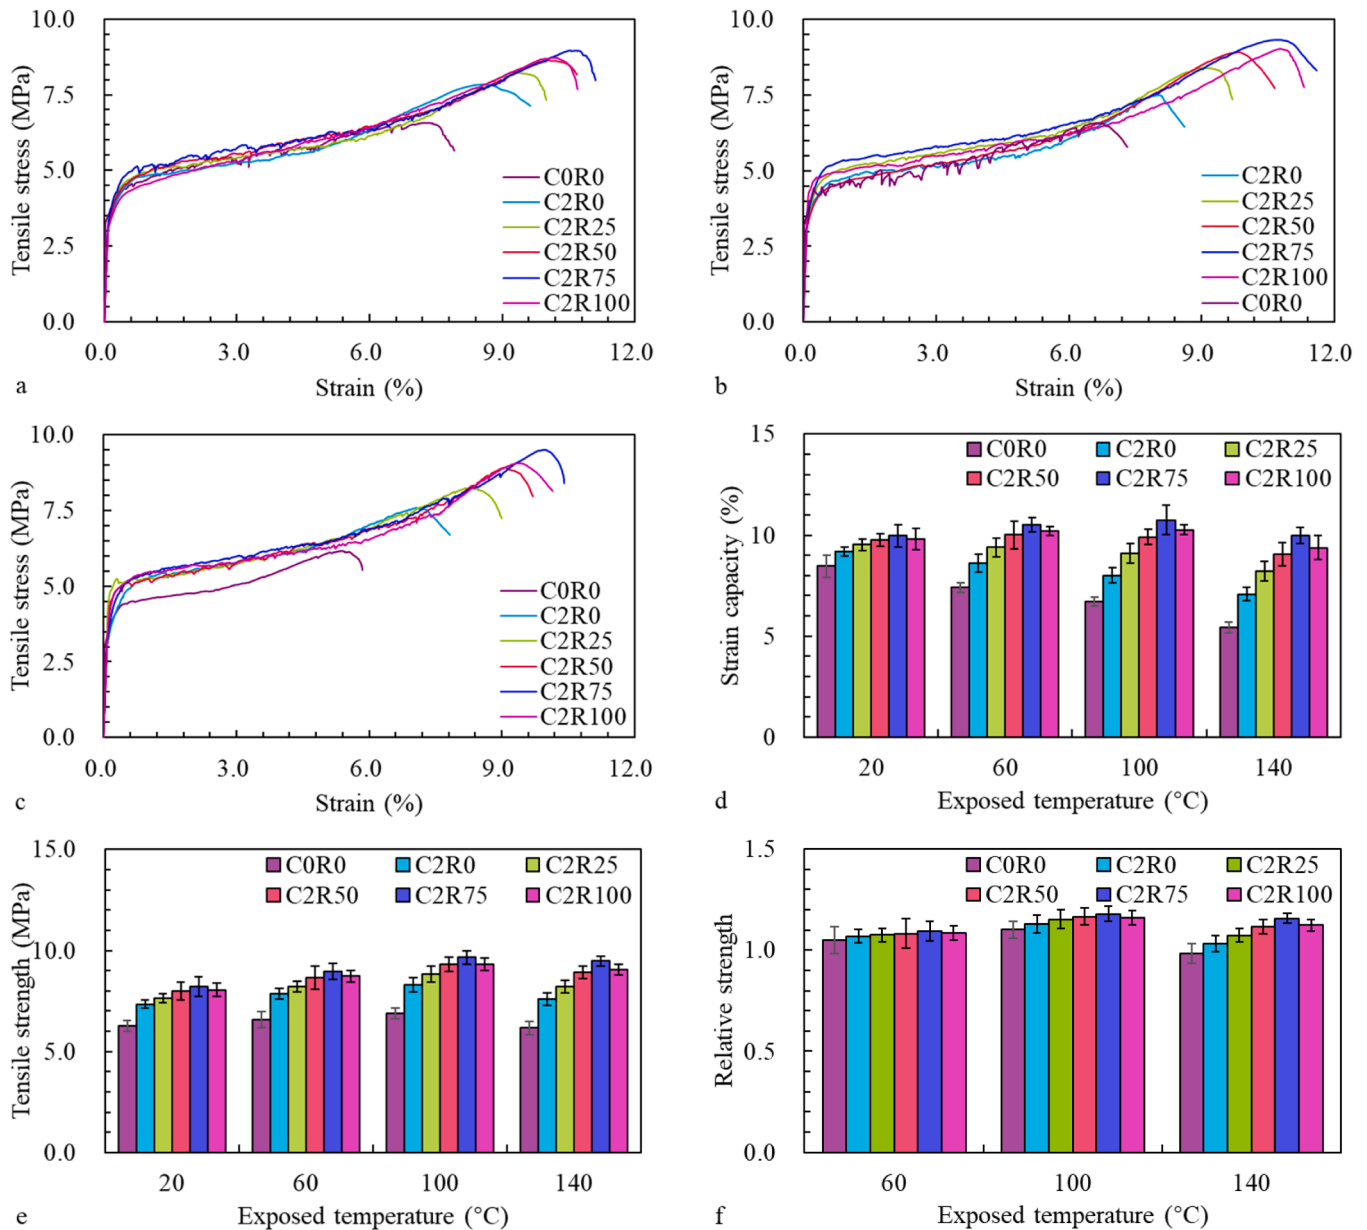 10.0
7.5
5.0
2.5
0.0
Tensile stress (MPa)
C0R0
C2R0
C2R25
C2R50
C2R75
C2R100
0.0 3.0 6.0 9.0 12.0
a Strain (%)
10.0
7.5
5.0
2.5
0.0
Tensile stress (MPa)
C2R0
C2R25
C2R50
C2R75
C2R100
C0R0
0.0 3.0 6.0 9.0 12.0
b Strain (%)
10.0
7.5
5.0
2.5
0.0
Tensile stress (MPa)
C0R0
C2R0
C2R25
C2R50
C2R75
C2R100
0.0 3.0 6.0 9.0 12.0
c Strain (%)
15
10
5
0
Strain capacity (%)
C0R0 C2R0 C2R25
C2R50 C2R75 C2R100
20 60 100 140
d Exposed temperature (°C)
15.0
10.0
5.0
0.0
Tensile strength (MPa)
C0R0 C2R0 C2R25
C2R50 C2R75 C2R100
20 60 100 140
e Exposed temperature (°C)
1.5
1.0
0.5
0.0
Relative strength
C0R0 C2R0 C2R25
C2R50 C2R75 C2R100
60 100 140
f Exposed temperature (°C)